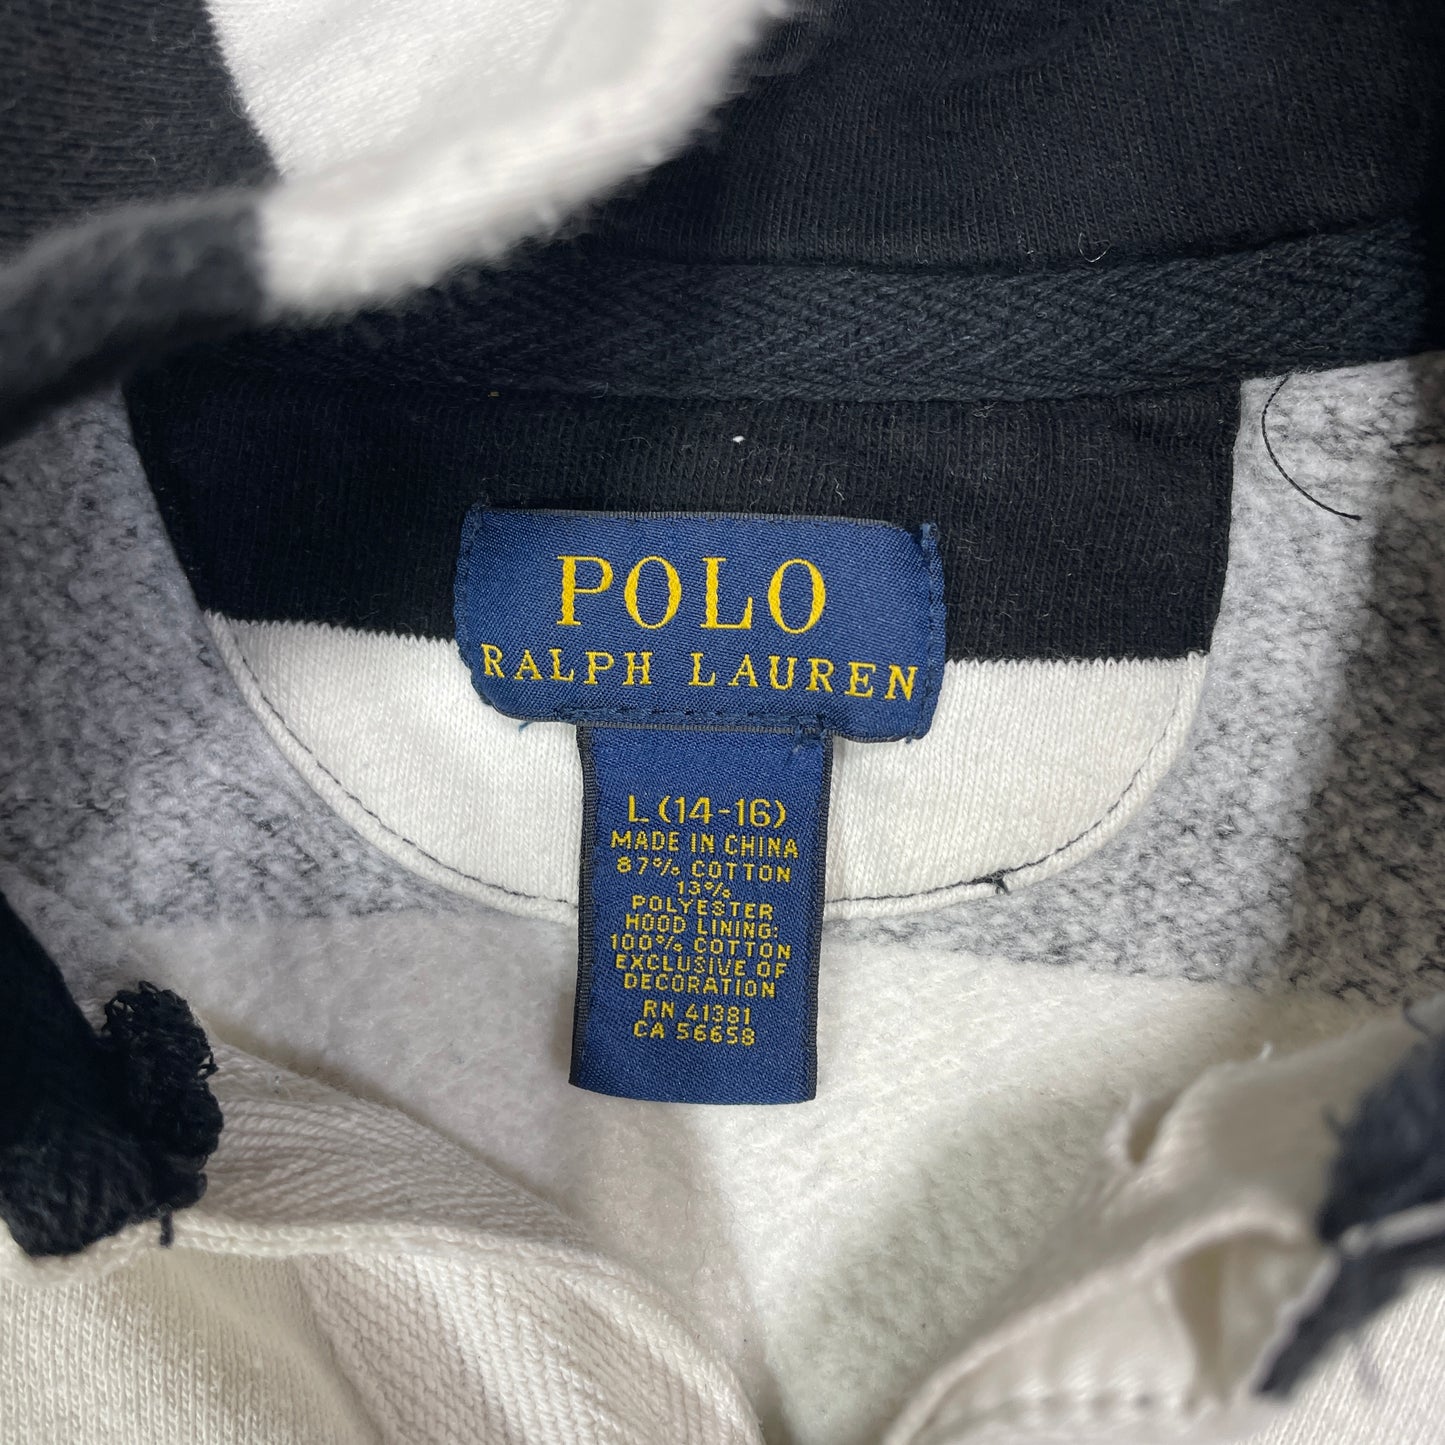 POLO
RALPH LAUREN
L (14-16)
MADE IN CHINA
87% COTTON
13%
POLYESTER
HOOD LINING:
100% COTTON
EXCLUSIVE OF
DECORATION
RN 41381
CA 56658